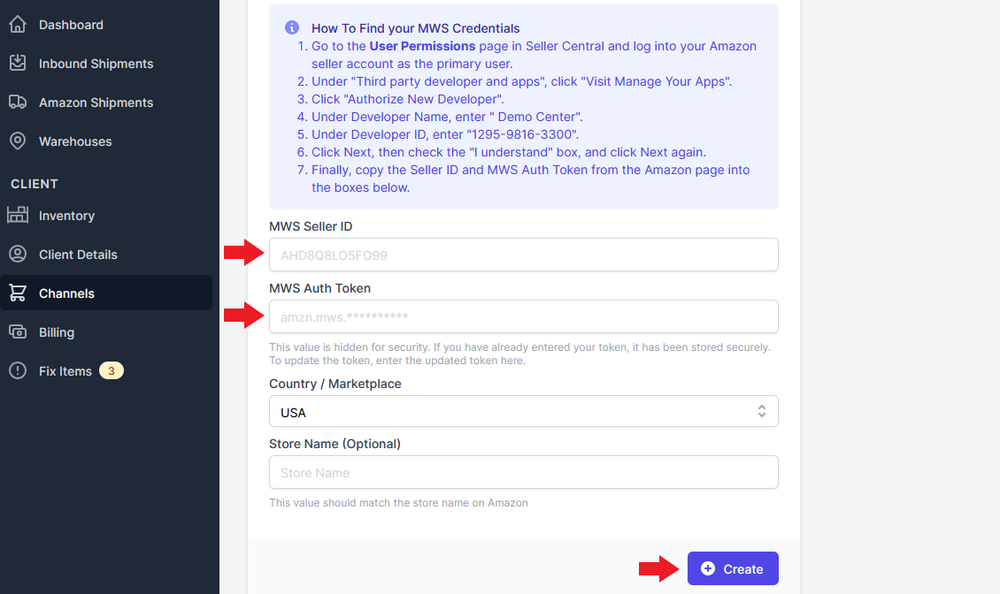 Dashboard
Inbound Shipments
Amazon Shipments
Warehouses
CLIENT
Inventory
Client Details
Channels
Billing
Fix Items 3
How To Find your MWS Credentials
1. Go to the User Permissions page in Seller Central and log into your Amazon
seller account as the primary user.
2. Under "Third party developer and apps", click "Visit Manage Your Apps".
3. Click "Authorize New Developer".
4. Under Developer Name, enter " Demo Center".
5. Under Developer ID, enter "1295-9816-3300".
6. Click Next, then check the "I understand" box, and click Next again.
7. Finally, copy the Seller ID and MWS Auth Token from the Amazon page into
the boxes below.
MWS Seller ID
AHD8Q8LO5FO99
MWS Auth Token
amzn.mws.**********
This value is hidden for security. If you have already entered your token, it has been stored securely.
To update the token, enter the updated token here.
Country / Marketplace
USA
Store Name (Optional)
Store Name
This value should match the store name on Amazon
Create